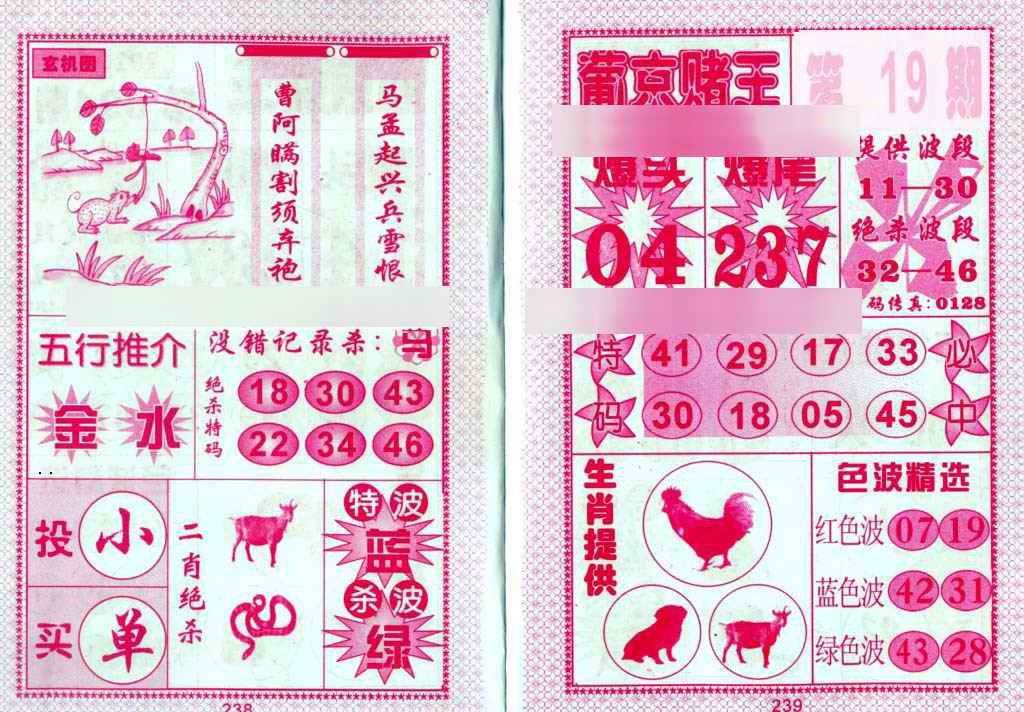 玄机图
马孟起兴兵雪恨
曹阿瞒割须弃袍
五行推介
金 水
没错记录杀：
绝杀特码
18 30 43
22 34 46
投 小
买 单
二肖绝杀
特波
蓝
杀波
绿
238
葡京赌王
第 19 期
爆头 爆尾
04 237
提供波段
11—30
绝杀波段
32—46
码传真：0128
特码
41 29 17 33
30 18 05 45
必中
生肖提供
色波精选
红色波 07 19
蓝色波 42 31
绿色波 43 28
239